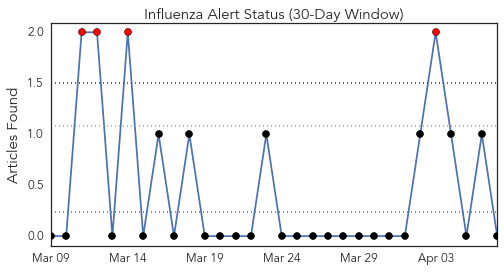 Influenza Alert Status (30-Day Window)
Articles Found
2.0
1.5
1.0
0.5
0.0
Mar 09 Mar 14 Mar 19 Mar 24 Mar 29 Apr 03